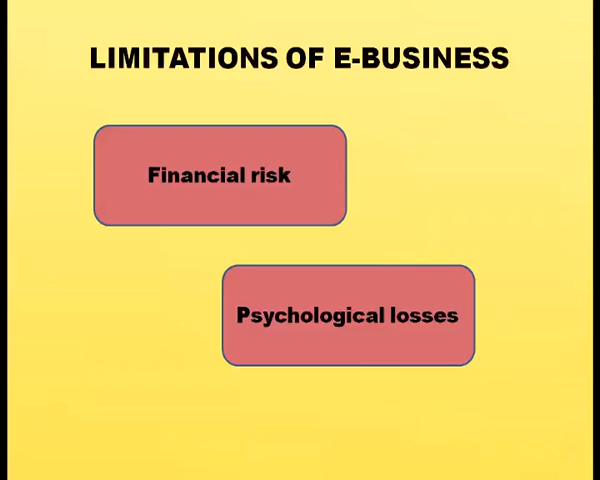 LIMITATIONS OF E-BUSINESS
Financial risk
Psychological losses